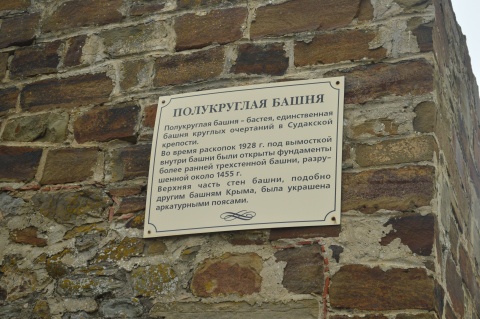 ПОЛУКРУГЛАЯ БАШНЯ
Полукруглая башня – бастея, единственная
башня круглых очертаний в Судакской
крепости.
Во время раскопок 1928 г. под вымосткой
внутри башни были открыты фундаменты
более ранней трехстенной башни, разру-
шенной около 1455 г.
Верхняя часть стен башни, подобно
другим башням Крыма, была украшена
аркатурными поясами.